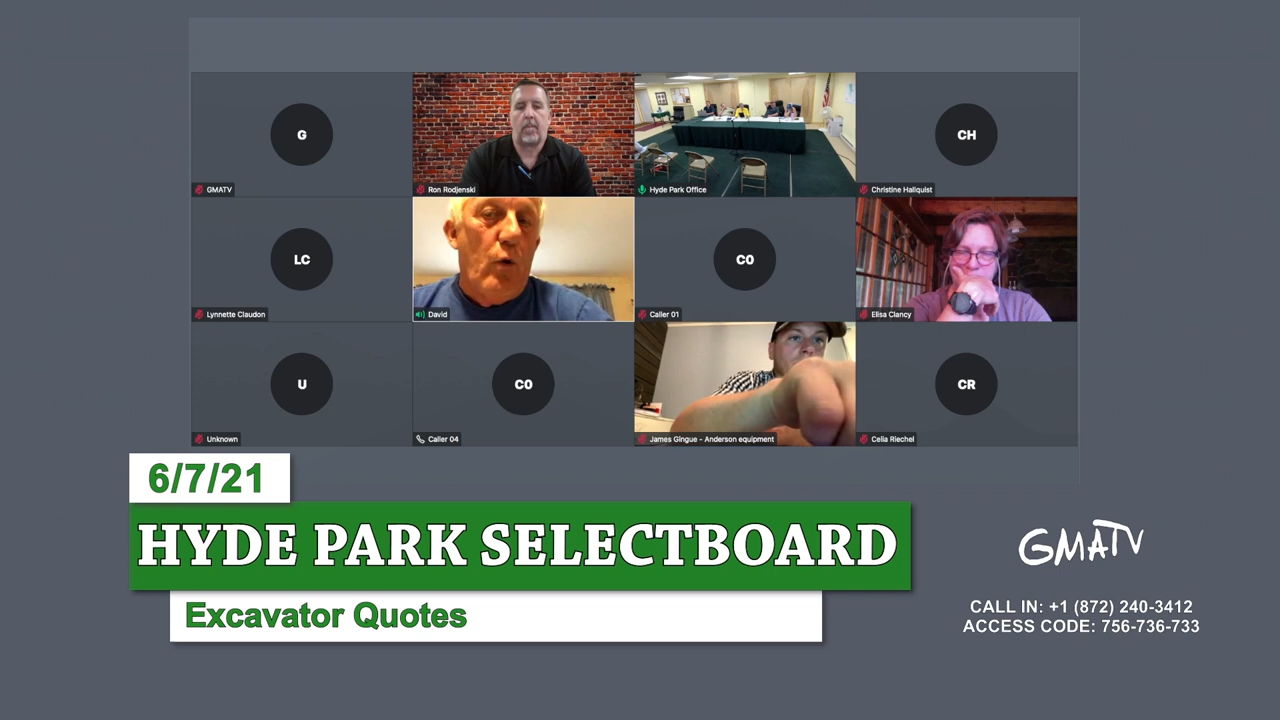 G
GMATV
Ron Rodjenski
Hyde Park Office
CH
Christine Hallquist
LC
Lynnette Claudon
David
C0
Caller 01
Elisa Clancy
U
Unknown
C0
Caller 04
James Gingue - Anderson equipment
CR
Celia Riechel
6/7/21
HYDE PARK SELECTBOARD
Excavator Quotes
GMATV
CALL IN: +1 (872) 240-3412
ACCESS CODE: 756-736-733